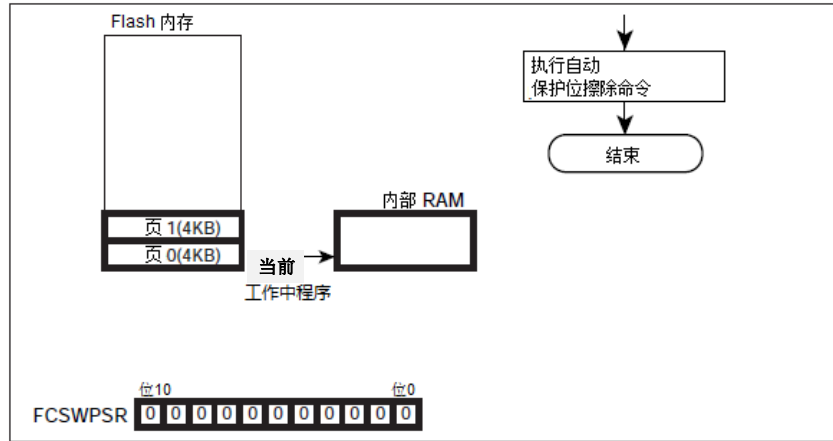 Flash 内存
执行自动
保护位擦除命令
结束
内部 RAM
页 1(4KB)
页 0(4KB)
当前
工作中程序
位10
位0
FCSWPSR 0 0 0 0 0 0 0 0 0 0 0